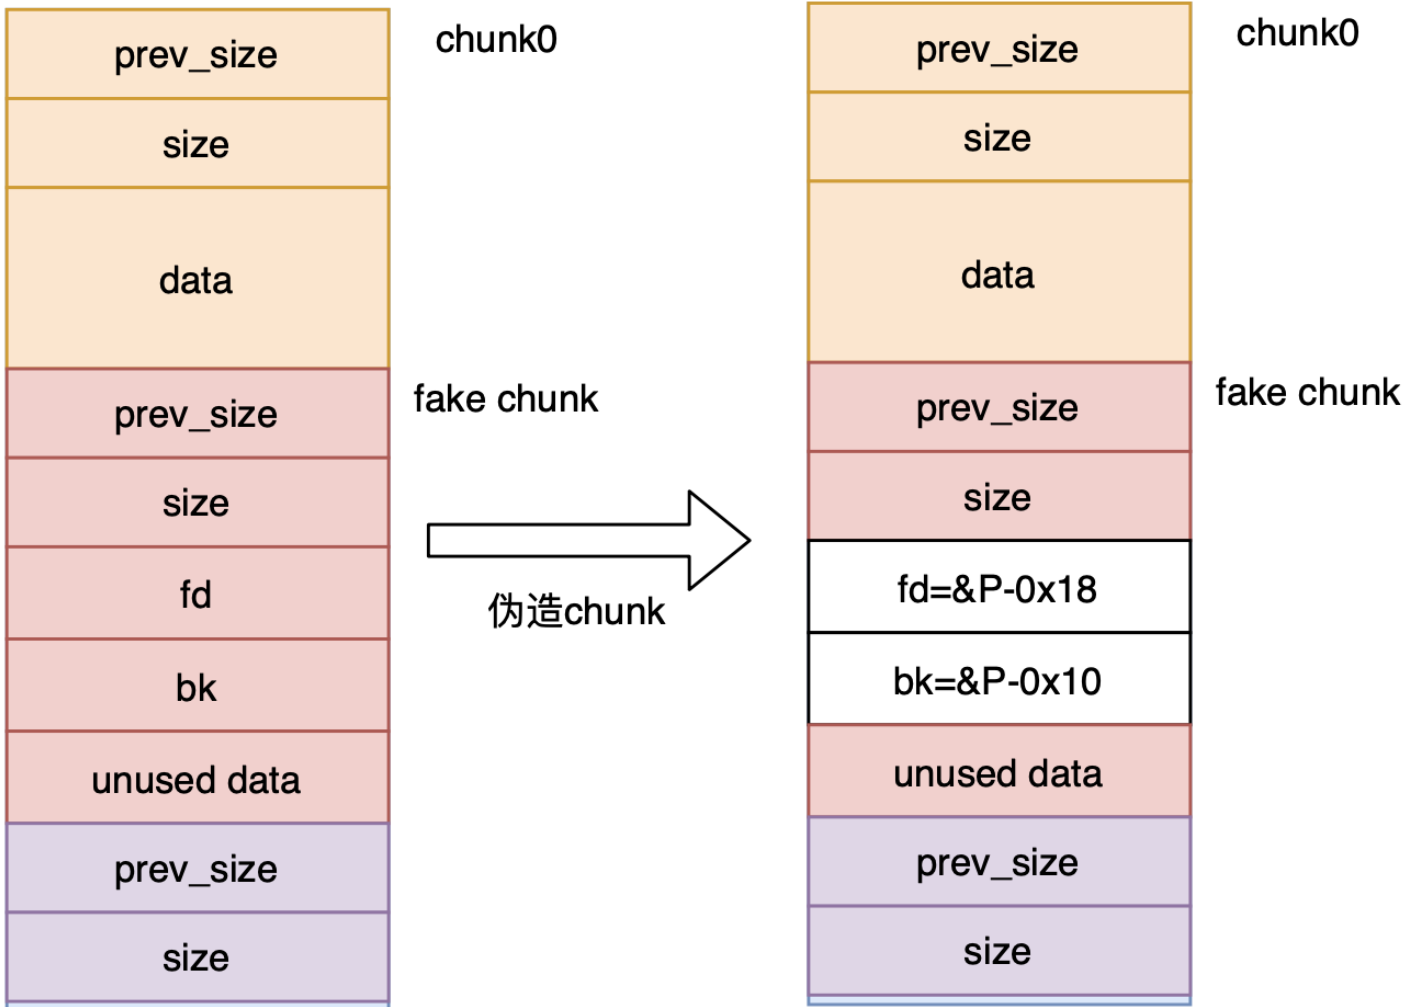 prev_size
chunk0
size
data
prev_size
fake chunk
size
fd
bk
unused data
prev_size
size
伪造chunk
prev_size
chunk0
size
data
prev_size
fake chunk
size
fd=&P-0x18
bk=&P-0x10
unused data
prev_size
size